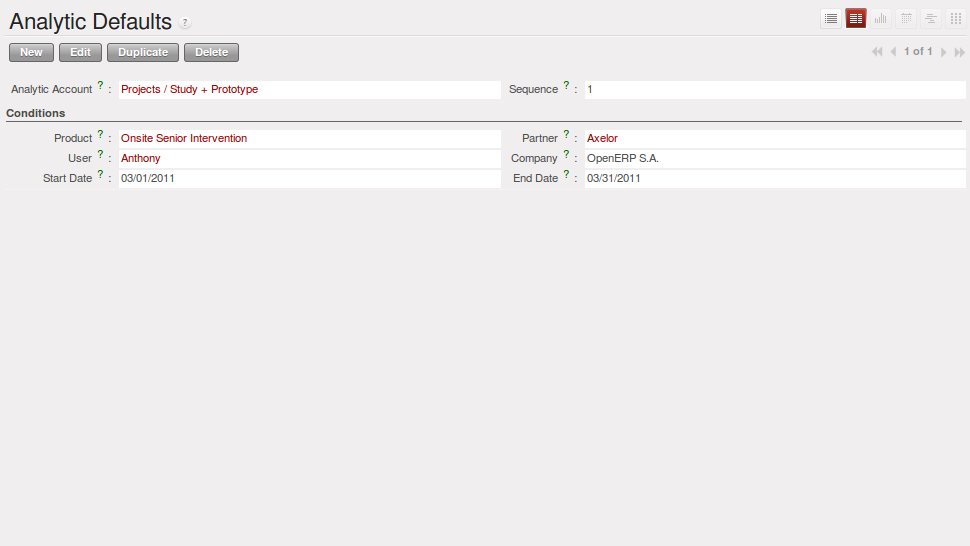 Analytic Defaults ?
New Edit Duplicate Delete 1 of 1
Analytic Account ? : Projects / Study + Prototype Sequence ? : 1
Conditions
Product ? : Onsite Senior Intervention Partner ? : Axelor
User ? : Anthony Company ? : OpenERP S.A.
Start Date ? : 03/01/2011 End Date ? : 03/31/2011